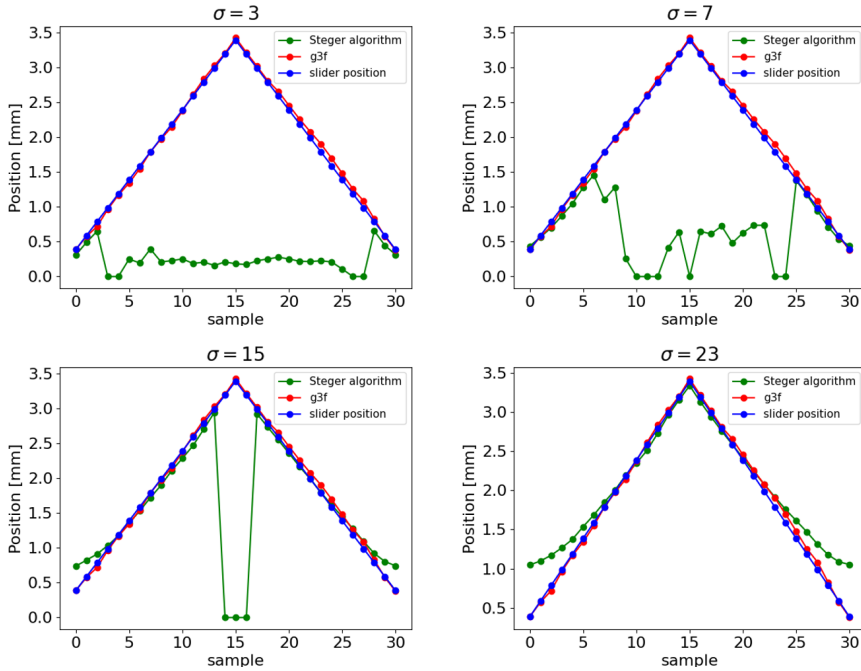 σ = 3
Position [mm]
3.5
3.0
2.5
2.0
1.5
1.0
0.5
0.0
Steger algorithm
g3f
slider position
0 5 10 15 20 25 30
sample
σ = 7
Position [mm]
3.5
3.0
2.5
2.0
1.5
1.0
0.5
0.0
Steger algorithm
g3f
slider position
0 5 10 15 20 25 30
sample
σ = 15
Position [mm]
3.5
3.0
2.5
2.0
1.5
1.0
0.5
0.0
Steger algorithm
g3f
slider position
0 5 10 15 20 25 30
sample
σ = 23
Position [mm]
3.5
3.0
2.5
2.0
1.5
1.0
0.5
Steger algorithm
g3f
slider position
0 5 10 15 20 25 30
sample